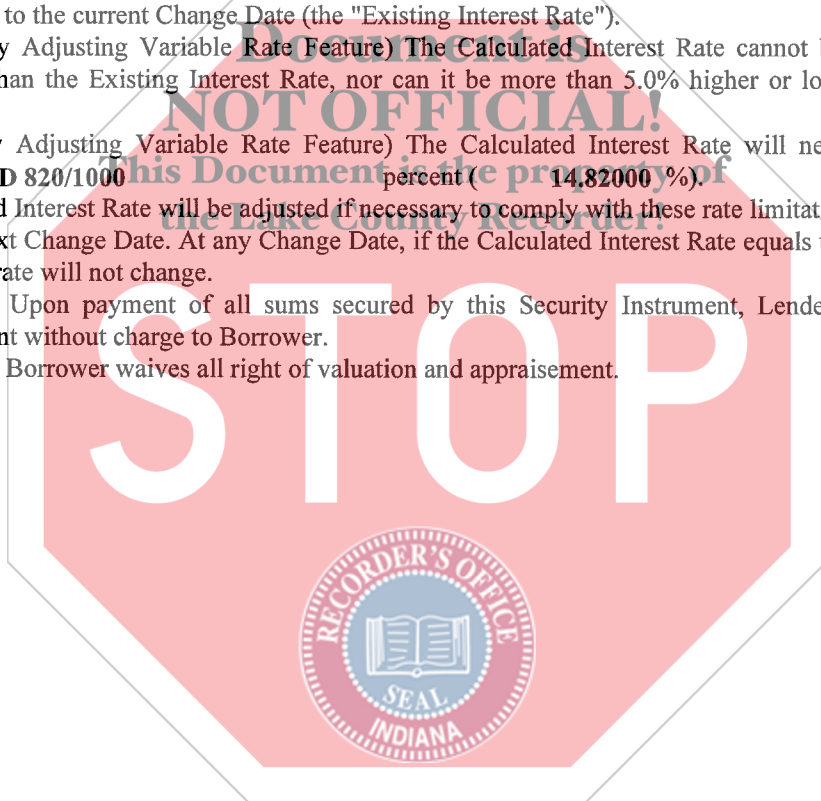 to the current Change Date (the "Existing Interest Rate").
y Adjusting Variable Rate Feature) The Calculated Interest Rate cannot
han the Existing Interest Rate, nor can it be more than 5.0% higher or lo
Adjusting Variable Rate Feature) The Calculated Interest Rate will ne
D 820/1000 percent ( 14.82000 %).
d Interest Rate will be adjusted if necessary to comply with these rate limitat
xt Change Date. At any Change Date, if the Calculated Interest Rate equals
ate will not change.
Upon payment of all sums secured by this Security Instrument, Lende
nt without charge to Borrower.
Borrower waives all right of valuation and appraisement.
Document is
NOT OFFICIAL!
This Document is the property of
the Lake County Recorder!
STOP
RECORDER'S OFFICE
SEAL
INDIANA